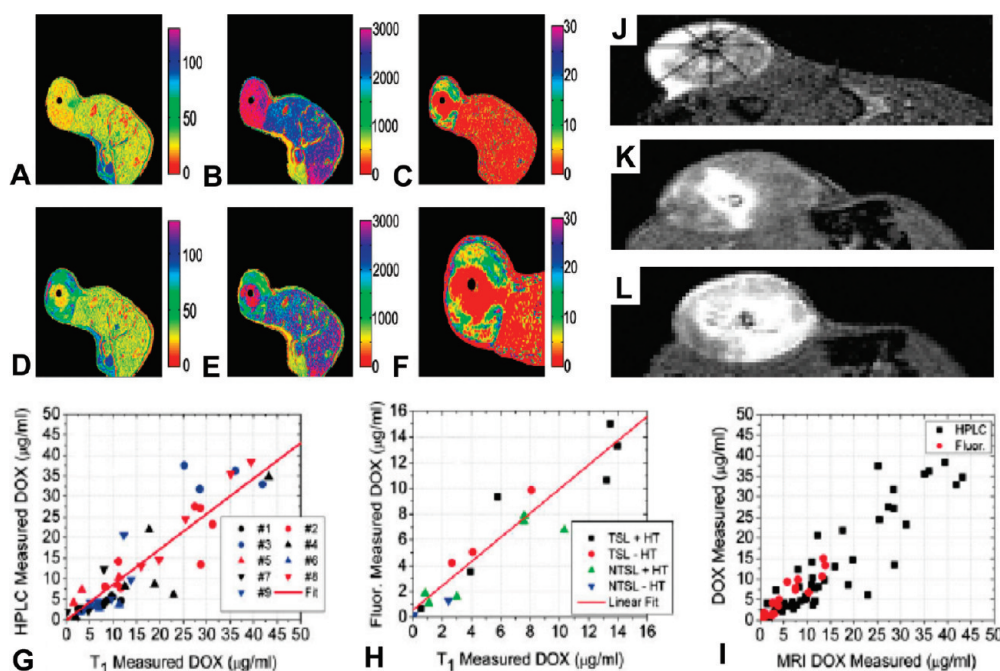 A
100
50
0
B
3000
2000
1000
0
C
30
20
10
0
D
100
50
0
E
3000
2000
1000
0
F
30
20
10
0
J
K
L
G
HPLC Measured DOX (µg/ml)
50
45
40
35
30
25
20
15
10
5
0
#1 #2
#3 #4
#5 #6
#7 #8
#9 Fit
0 5 10 15 20 25 30 35 40 45 50
T1 Measured DOX (µg/ml)
H
Fluor. Measured DOX (µg/ml)
16
14
12
10
8
6
4
2
0
TSL + HT
TSL - HT
NTSL + HT
NTSL - HT
Linear Fit
0 2 4 6 8 10 12 14 16
T1 Measured DOX (µg/ml)
I
DOX Measured (µg/ml)
50
45
40
35
30
25
20
15
10
5
0
HPLC
Fluor.
0 5 10 15 20 25 30 35 40 45 50
MRI DOX Measured (µg/ml)